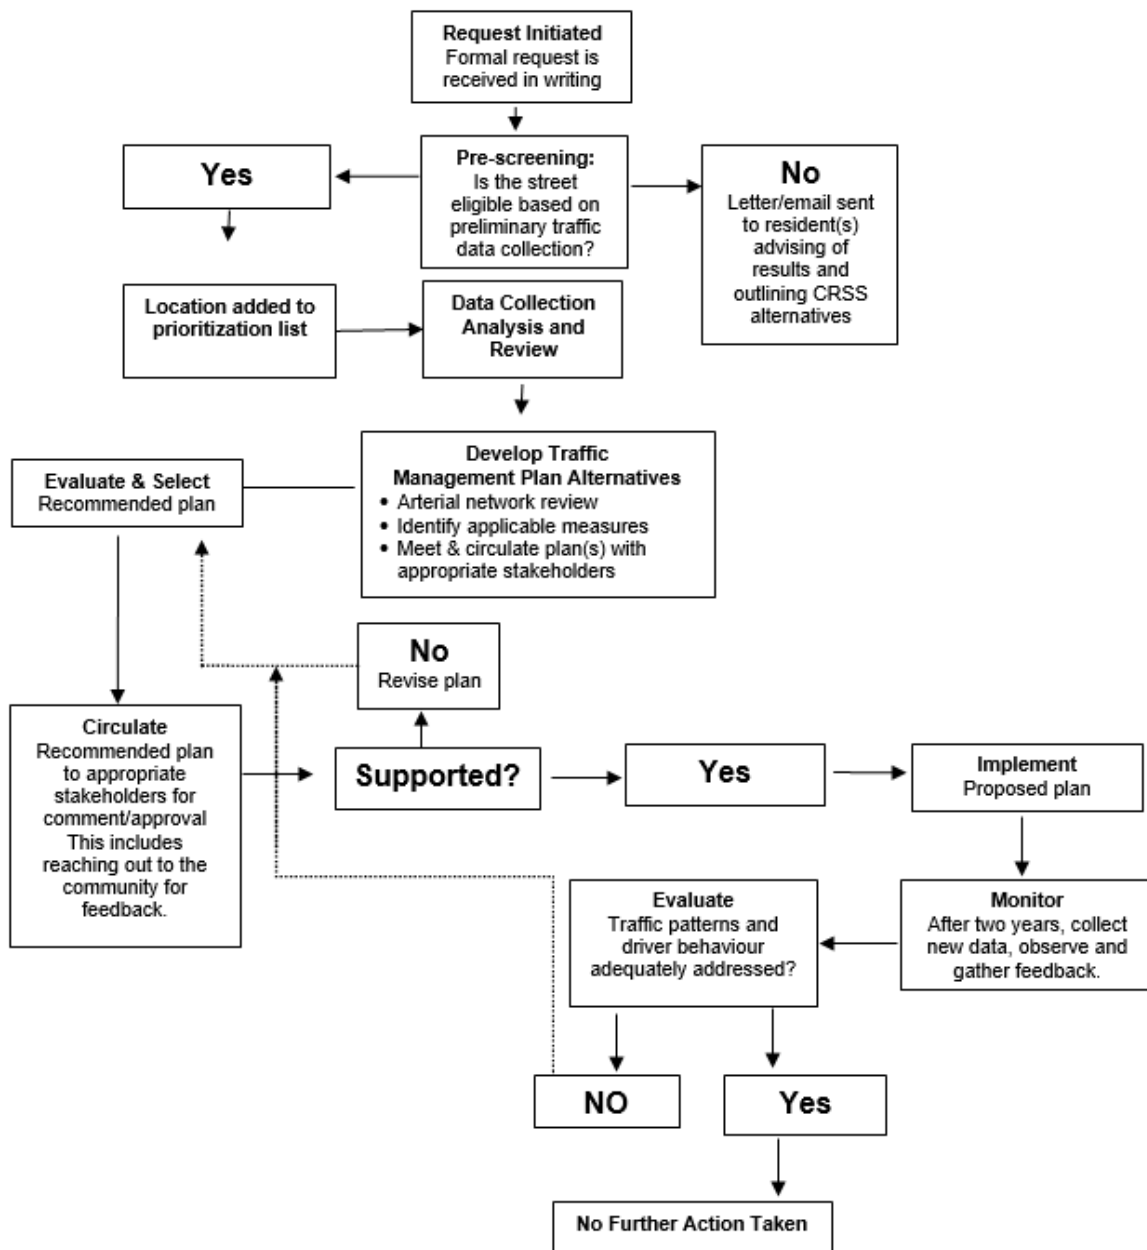 Request Initiated
Formal request is
received in writing
Yes
Pre-screening:
Is the street
eligible based on
preliminary traffic
data collection?
No
Letter/email sent
to resident(s)
advising of
results and
outlining CRSS
alternatives
Location added to
prioritization list
Data Collection
Analysis and
Review
Develop Traffic
Management Plan Alternatives
• Arterial network review
• Identify applicable measures
• Meet & circulate plan(s) with
appropriate stakeholders
Evaluate & Select
Recommended plan
No
Revise plan
Circulate
Recommended plan
to appropriate
stakeholders for
comment/approval
This includes
reaching out to the
community for
feedback.
Supported?
Yes
Implement
Proposed plan
Monitor
After two years, collect
new data, observe and
gather feedback.
Evaluate
Traffic patterns and
driver behaviour
adequately addressed?
NO
Yes
No Further Action Taken